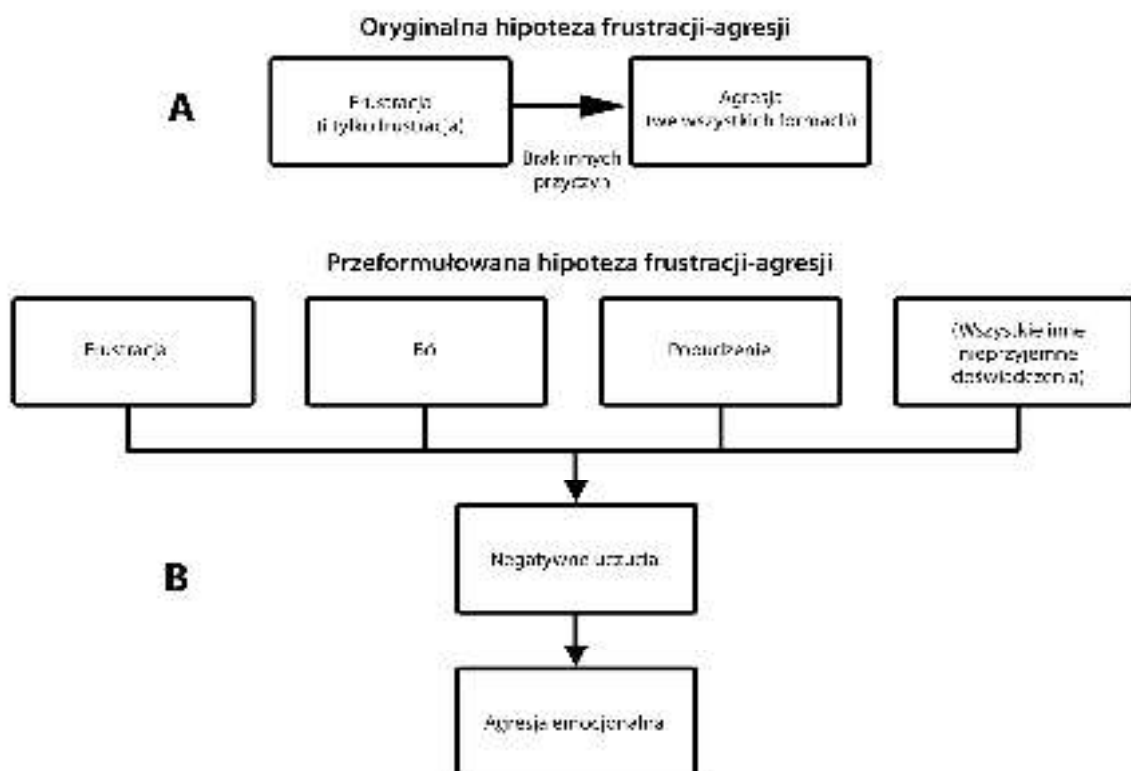 Oryginalna hipoteza frustracji-agresji
A
Frustracja
(i tylko frustracja)
Agresja
(we wszystkich formach)
Brak innych
przyczyn
Przeformułowana hipoteza frustracji-agresji
Frustracja
Ból
Pobudzenie
(Wszystkie inne
nieprzyjemne
doświadczenia)
Negatywne uczucia
B
Agresja emocjonalna